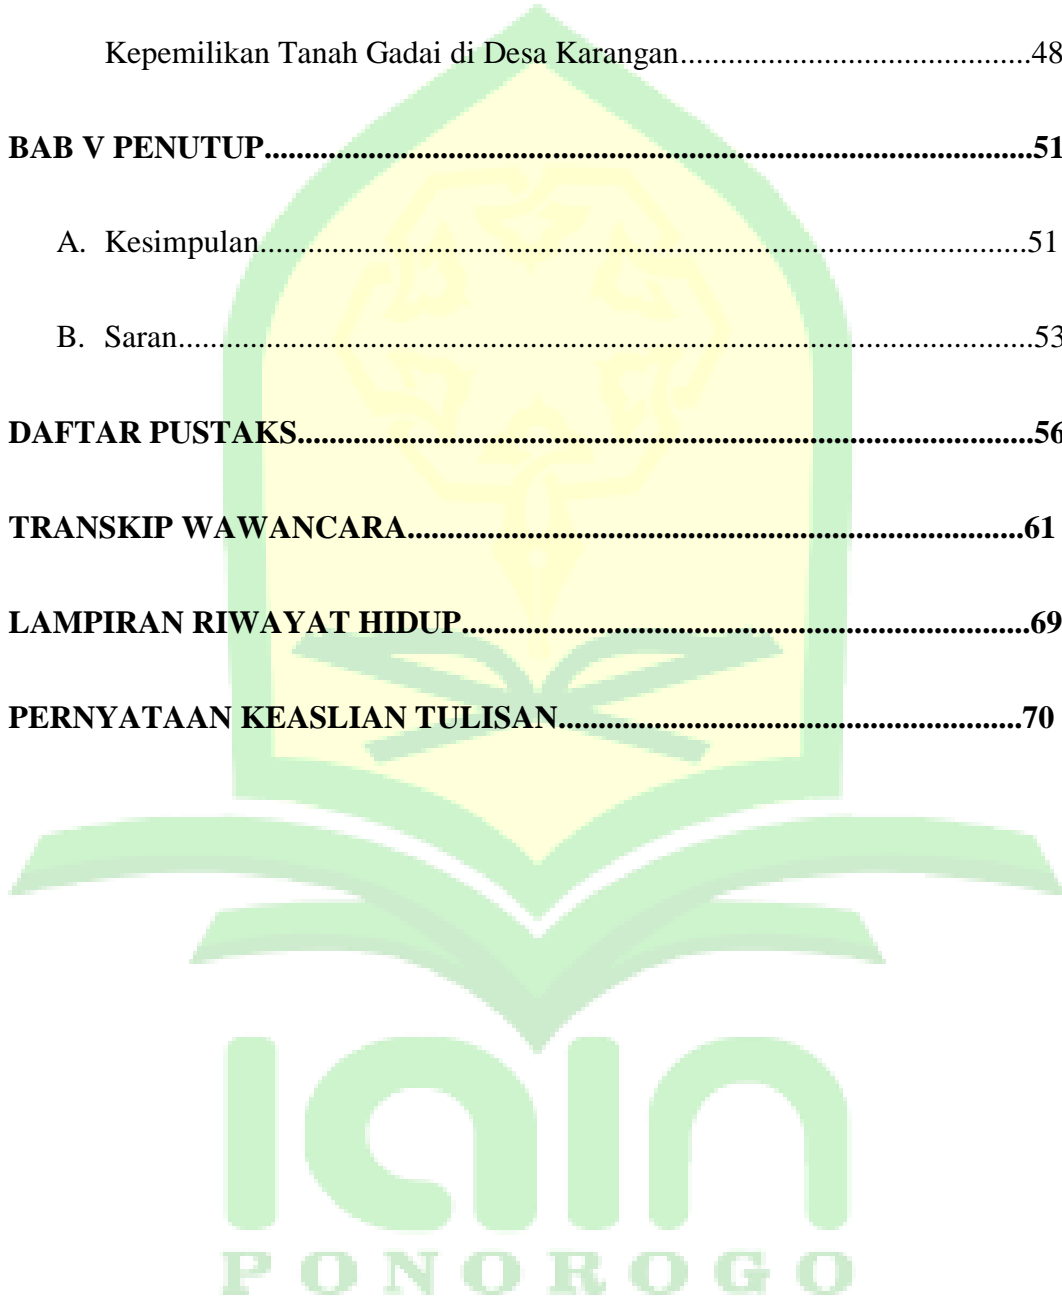 Kepemilikan Tanah Gadai di Desa Karangan............................................48
BAB V PENUTUP.................................................................................................51
A. Kesimpulan...............................................................................................51
B. Saran.........................................................................................................53
DAFTAR PUSTAKS............................................................................................56
TRANSKIP WAWANCARA.............................................................................61
LAMPIRAN RIWAYAT HIDUP.......................................................................69
PERNYATAAN KEASLIAN TULISAN..........................................................70
iain
PONOROGO